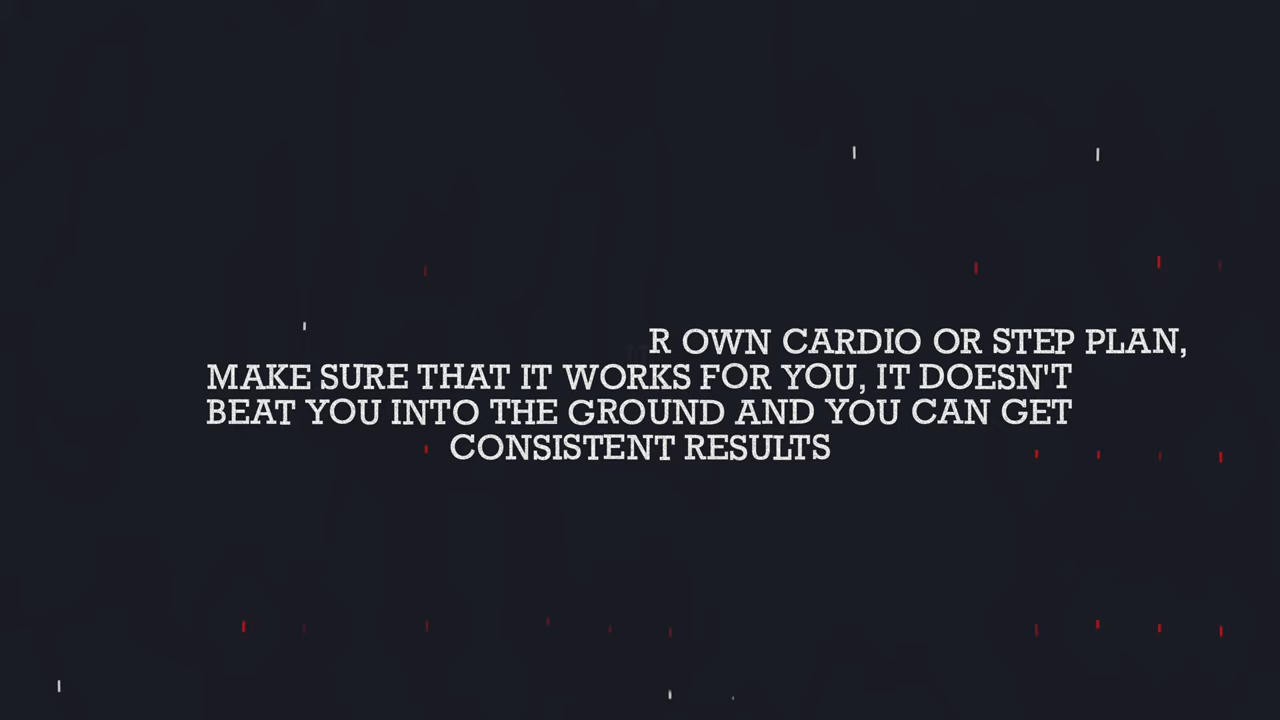 R OWN CARDIO OR STEP PLAN,
MAKE SURE THAT IT WORKS FOR YOU, IT DOESN'T
BEAT YOU INTO THE GROUND AND YOU CAN GET
CONSISTENT RESULTS